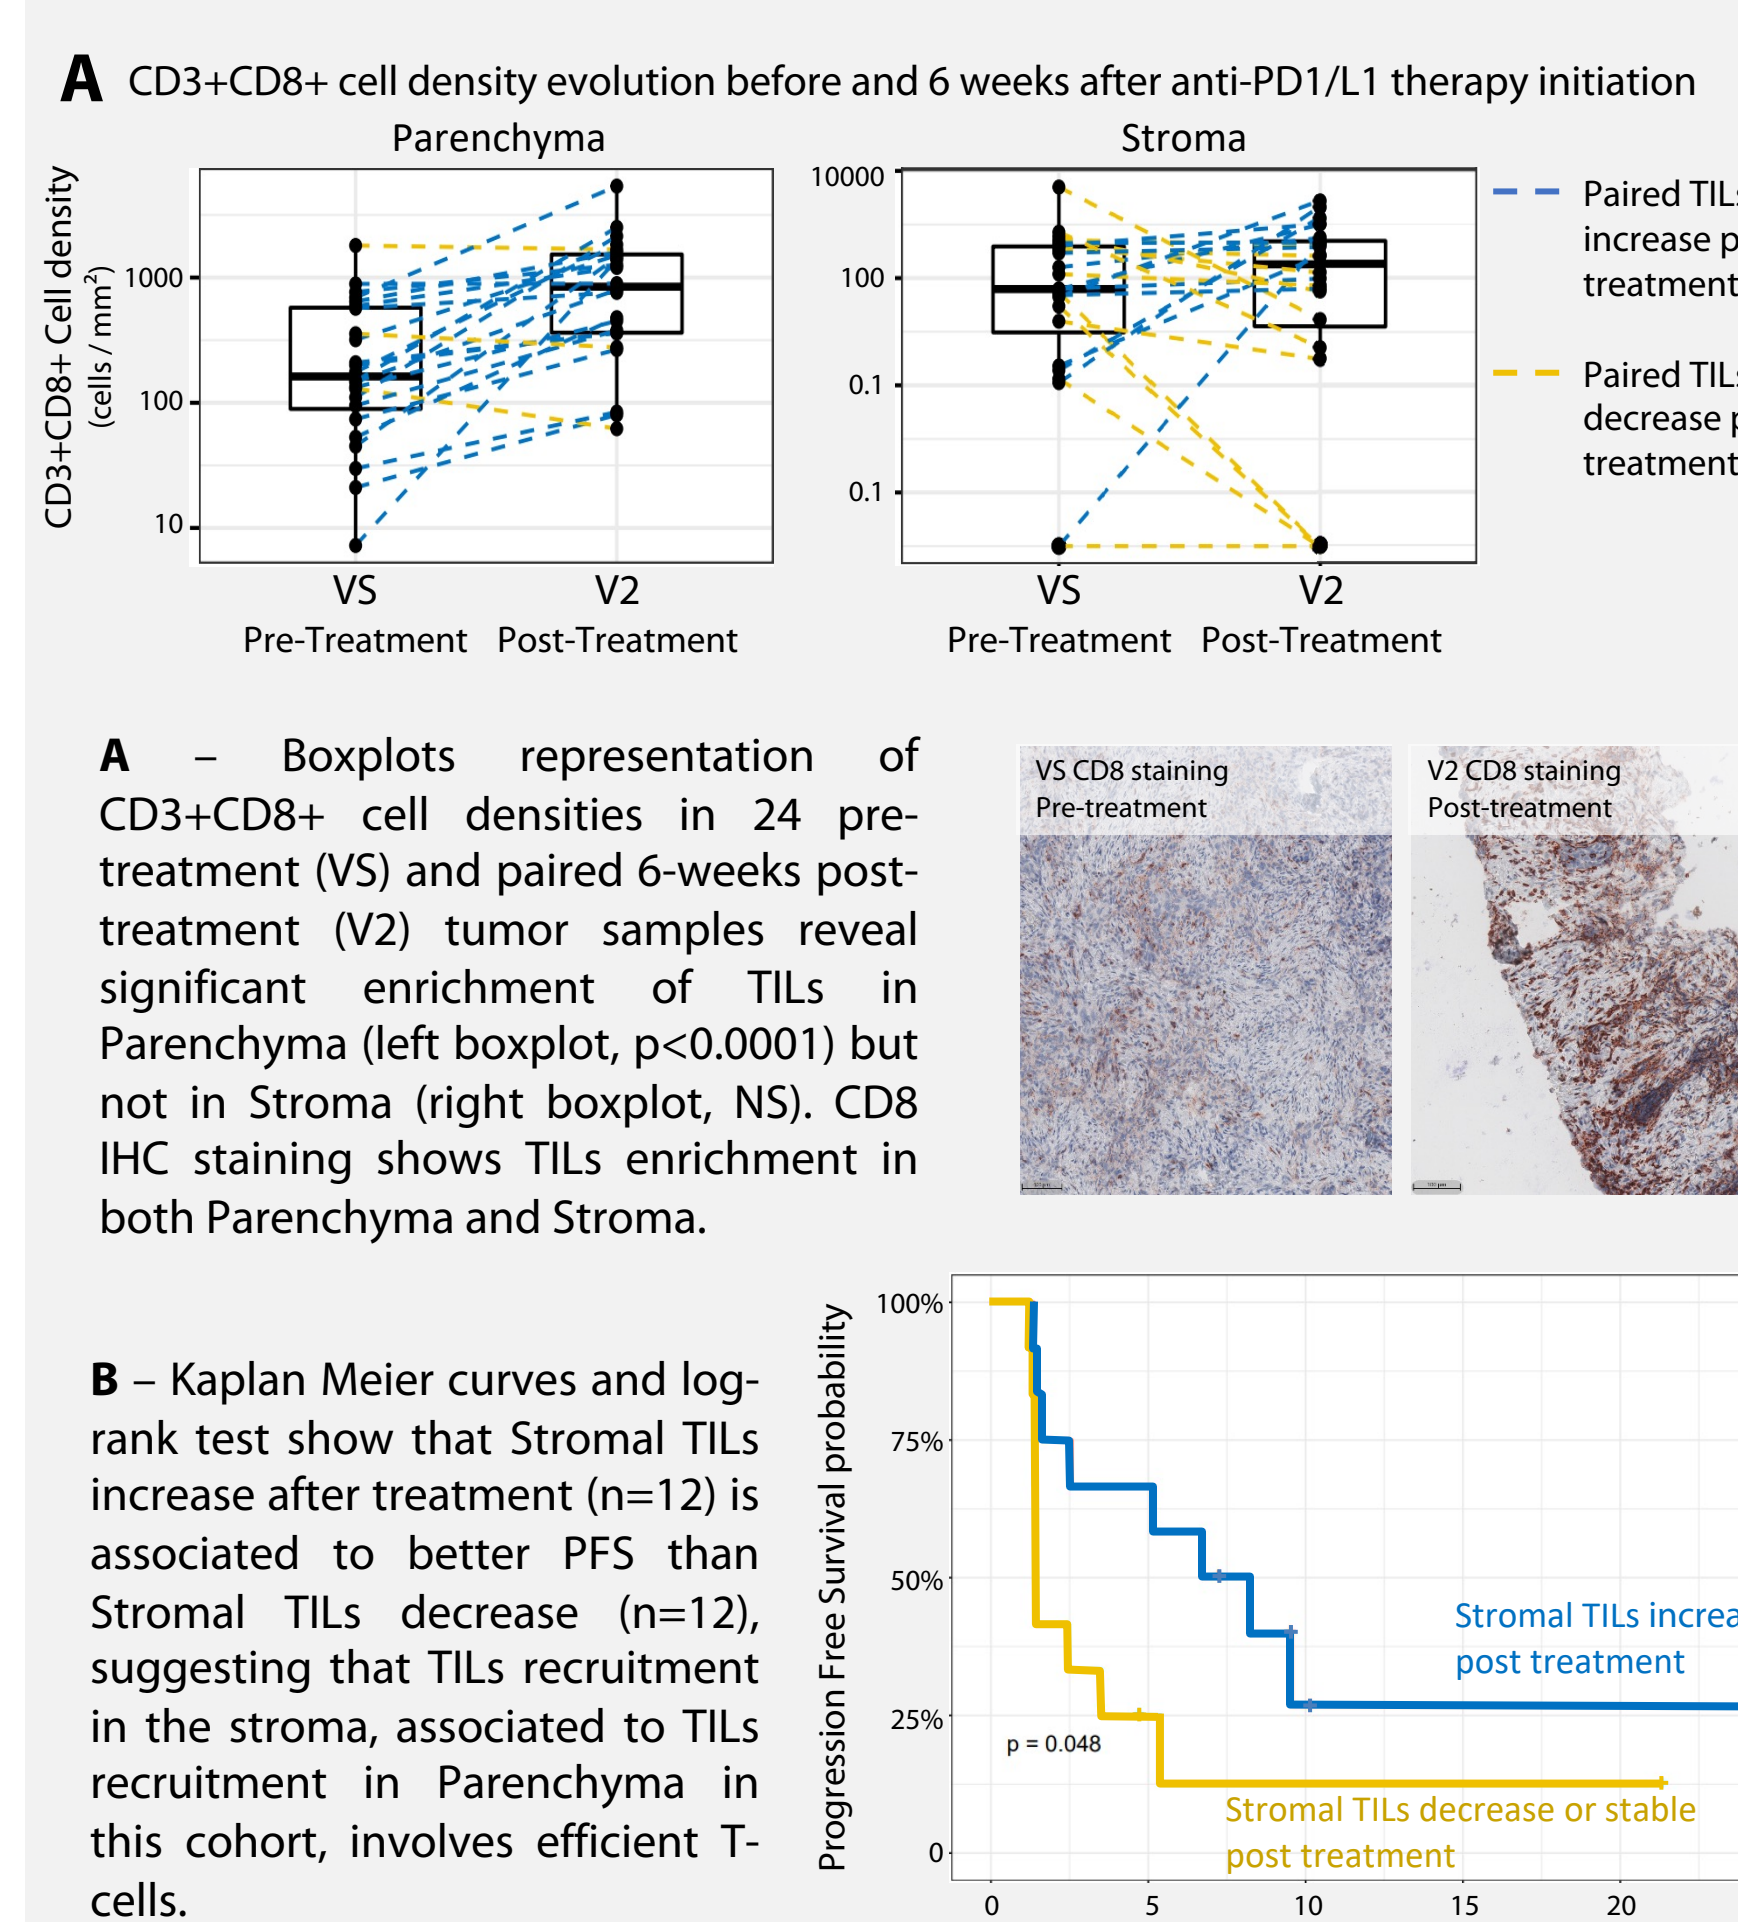 A CD3+CD8+ cell density evolution before and 6 weeks after anti-PD1/L1 therapy initiation
Parenchyma
Stroma
CD3+CD8+ Cell density
(cells / mm²)
1000
100
10
10000
100
0.1
0.1
VS
V2
VS
V2
Pre-Treatment
Post-Treatment
Pre-Treatment
Post-Treatment
Paired TILs
increase p
treatment
Paired TILs
decrease p
treatment
A – Boxplots representation of
CD3+CD8+ cell densities in 24 pre-
treatment (VS) and paired 6-weeks post-
treatment (V2) tumor samples reveal
significant enrichment of TILs in
Parenchyma (left boxplot, p<0.0001) but
not in Stroma (right boxplot, NS). CD8
IHC staining shows TILs enrichment in
both Parenchyma and Stroma.
VS CD8 staining
Pre-treatment
V2 CD8 staining
Post-treatment
B – Kaplan Meier curves and log-
rank test show that Stromal TILs
increase after treatment (n=12) is
associated to better PFS than
Stromal TILs decrease (n=12),
suggesting that TILs recruitment
in the stroma, associated to TILs
recruitment in Parenchyma in
this cohort, involves efficient T-
cells.
Progression Free Survival probability
100%
75%
50%
25%
0
p = 0.048
Stromal TILs increa
post treatment
Stromal TILs decrease or stable
post treatment
0
5
10
15
20